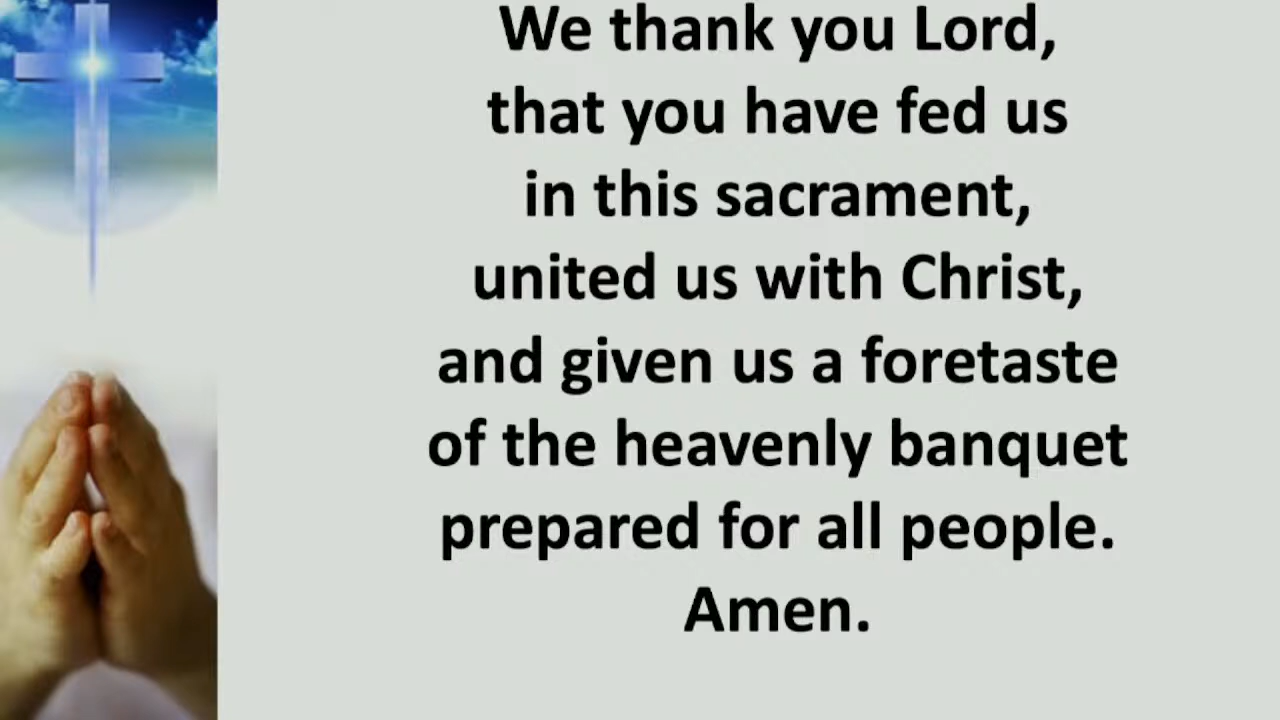 We thank you Lord,
that you have fed us
in this sacrament,
united us with Christ,
and given us a foretaste
of the heavenly banquet
prepared for all people.
Amen.